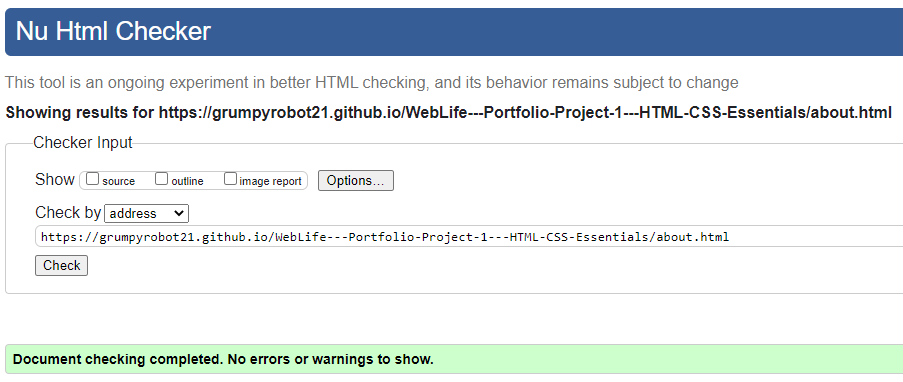 Nu Html Checker
This tool is an ongoing experiment in better HTML checking, and its behavior remains subject to change
Showing results for https://grumpyrobot21.github.io/WebLife---Portfolio-Project-1---HTML-CSS-Essentials/about.html
Checker Input
Show source outline image report Options...
Check by address
https://grumpyrobot21.github.io/WebLife---Portfolio-Project-1---HTML-CSS-Essentials/about.html
Check
Document checking completed. No errors or warnings to show.